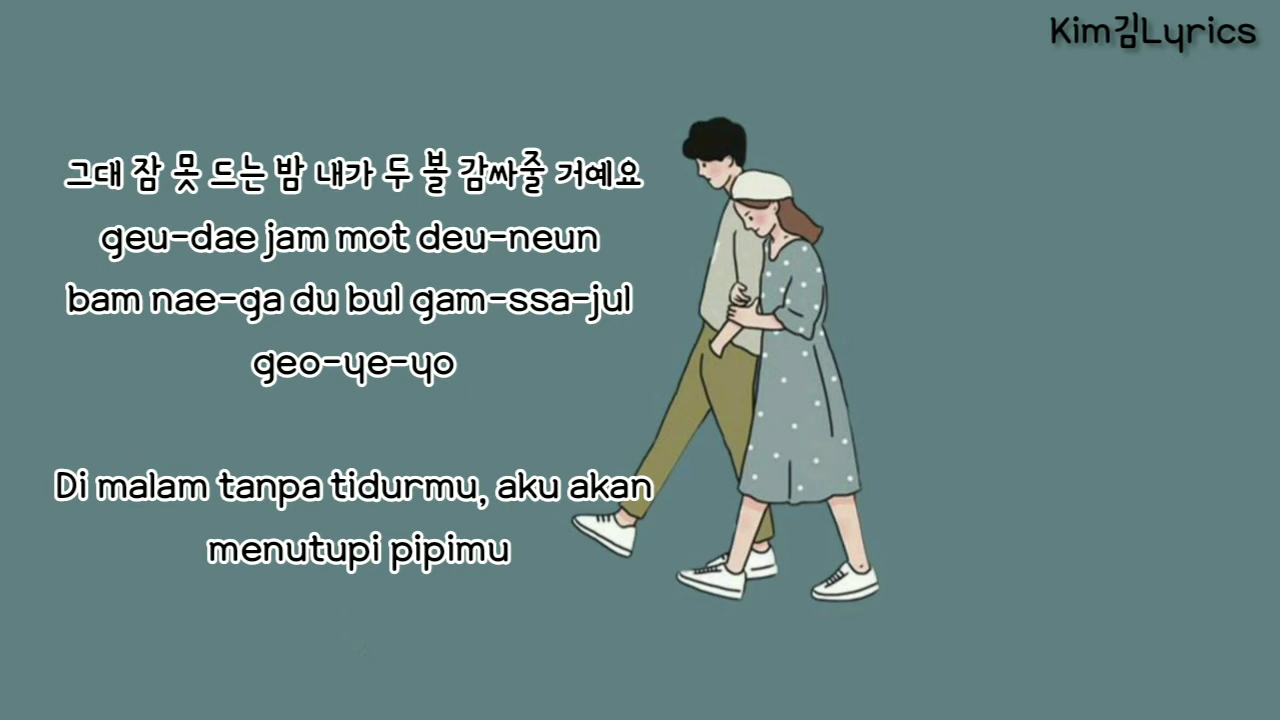 Kim김Lyrics
그대 잠 못 드는 밤 내가 두 볼 감싸줄 거예요
geu-dae jam mot deu-neun
bam nae-ga du bul gam-ssa-jul
geo-ye-yo
Di malam tanpa tidurmu, aku akan
menutupi pipimu